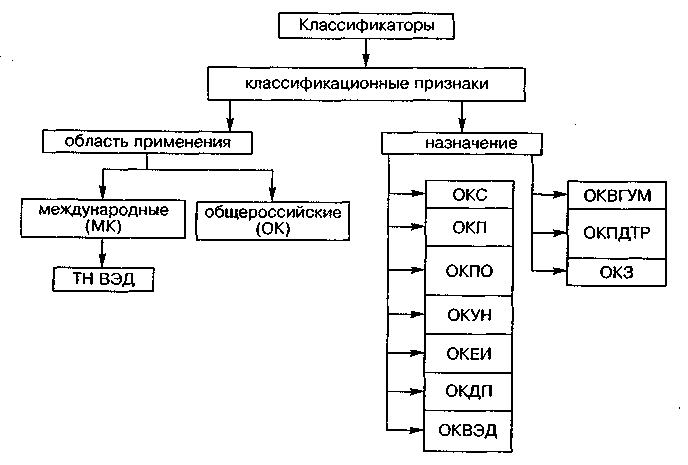 Классификаторы
классификационные признаки
область применения
назначение
международные
(МК)
общероссийские
(ОК)
ТН ВЭД
ОКС
ОКП
ОКПО
ОКУН
ОКЕИ
ОКДП
ОКВЭД
ОКВГУМ
ОКПДТР
ОКЗ